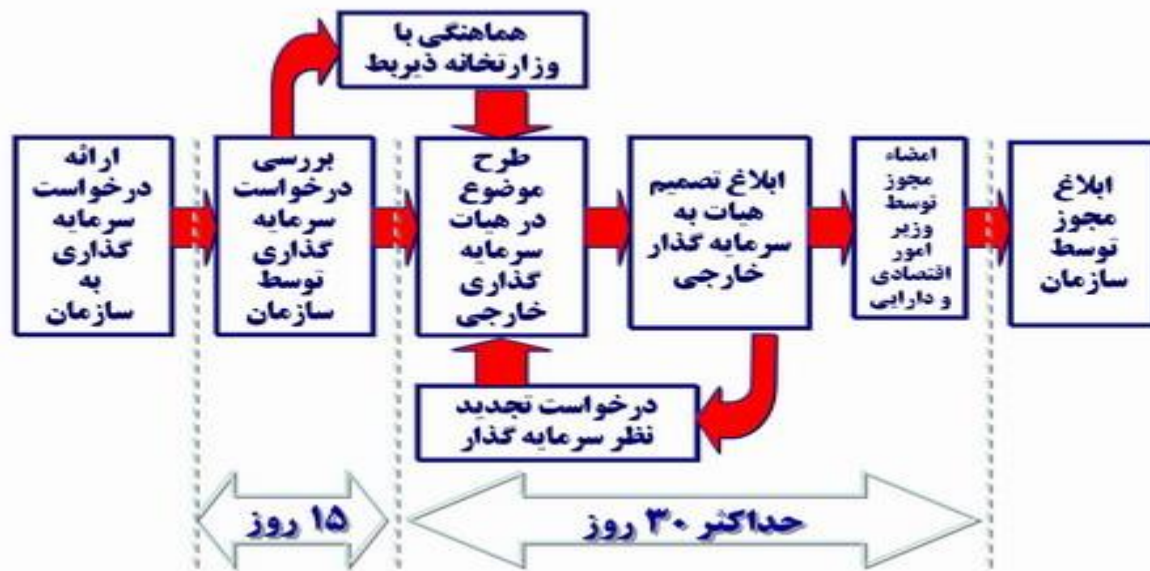 هماهنگی با
وزارتخانه ذیربط
ارائه
درخواست
سرمایه
گذاری
به
سازمان
بررسی
درخواست
سرمایه
گذاری
توسط
سازمان
طرح
موضوع
در هیات
سرمایه
گذاری
خارجی
ابلاغ تصمیم
هیات به
سرمایه گذار
خارجی
امضاء
مجوز
توسط
وزیر
امور
اقتصادی
و دارایی
ابلاغ
مجوز
توسط
سازمان
درخواست تجدید
نظر سرمایه گذار
۱۵ روز
حداکثر ۳۰ روز